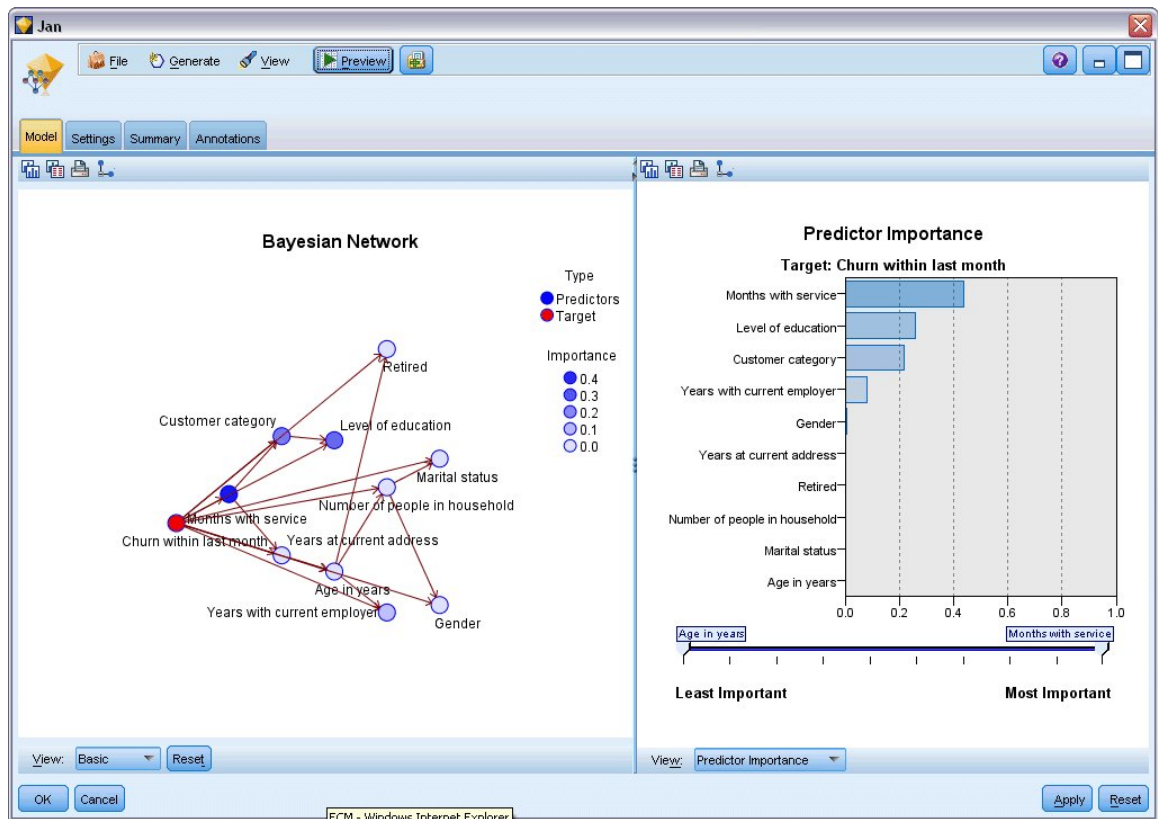 Jan
File Generate View Preview
Model Settings Summary Annotations
Bayesian Network
Type
Predictors
Target
Importance
0.4
0.3
0.2
0.1
0.0
Retired
Customer category
Level of education
Marital status
Number of people in household
Months with service
Churn within last month
Years at current address
Age in years
Years with current employer
Gender
View: Basic Reset
Predictor Importance
Target: Churn within last month
Months with service
Level of education
Customer category
Years with current employer
Gender
Years at current address
Retired
Number of people in household
Marital status
Age in years
0.0 0.2 0.4 0.6 0.8 1.0
Age in years Months with service
Least Important Most Important
View: Predictor Importance
OK Cancel
Apply Reset
ECM - Windows Internet Explorer